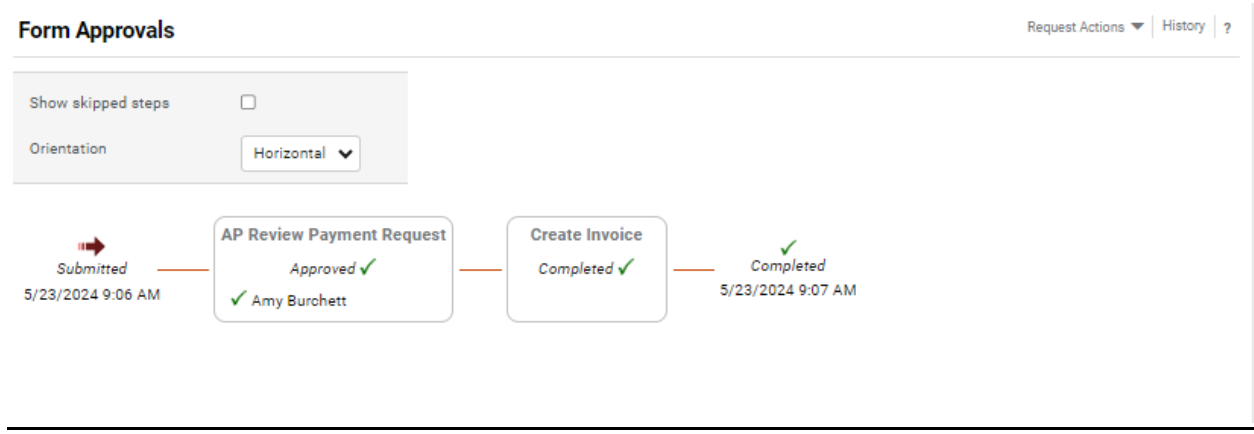 Form Approvals
Request Actions History ?
Show skipped steps
Orientation Horizontal
Submitted
5/23/2024 9:06 AM
AP Review Payment Request
Approved
Amy Burchett
Create Invoice
Completed
Completed
5/23/2024 9:07 AM